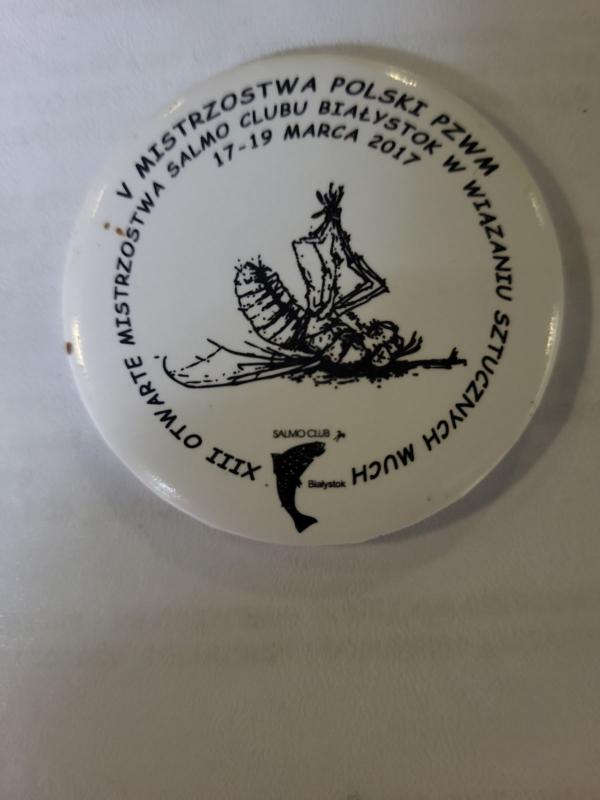 V MISTRZOSTWA POLSKI PZWM
XIII OTWARTE MISTRZOSTWA SALMO CLUBU BIAŁYSTOK W WIĄZANIU SZTUCZNYCH MUCH
17-19 MARCA 2017
SALMO CLUB
Białystok